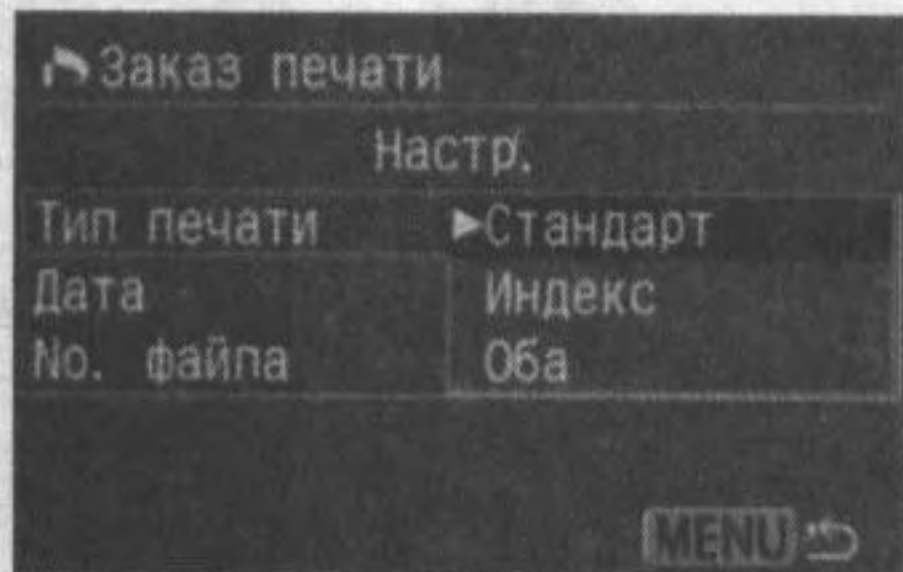 Заказ печати
Настр.
Тип печати ►Стандарт
Дата Индекс
No. файла Оба
MENU